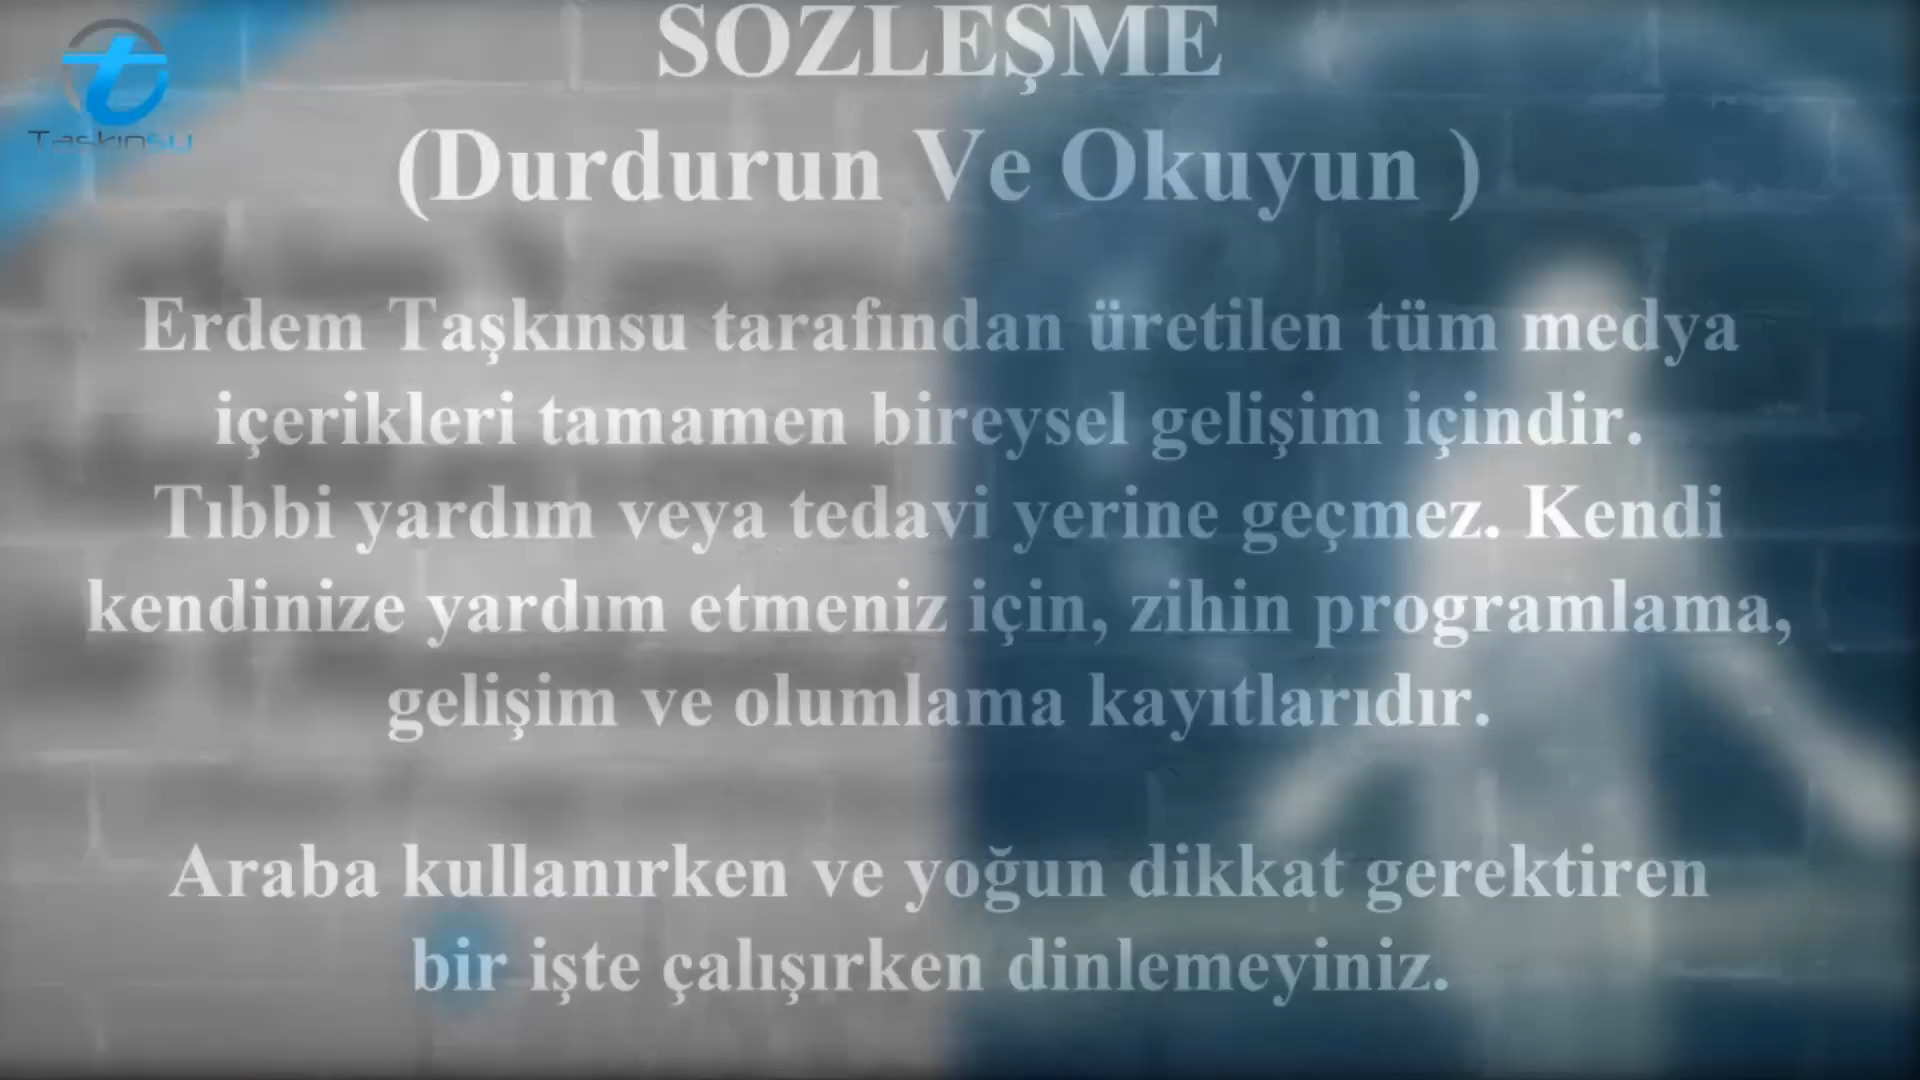 Taşkınsu
SÖZLEŞME
(Durdurun Ve Okuyun )
Erdem Taşkınsu tarafından üretilen tüm medya
içerikleri tamamen bireysel gelişim içindir.
Tıbbi yardım veya tedavi yerine geçmez. Kendi
kendinize yardım etmeniz için, zihin programlama,
gelişim ve olumlama kayıtlarıdır.
Araba kullanırken ve yoğun dikkat gerektiren
bir işte çalışırken dinlemeyiniz.